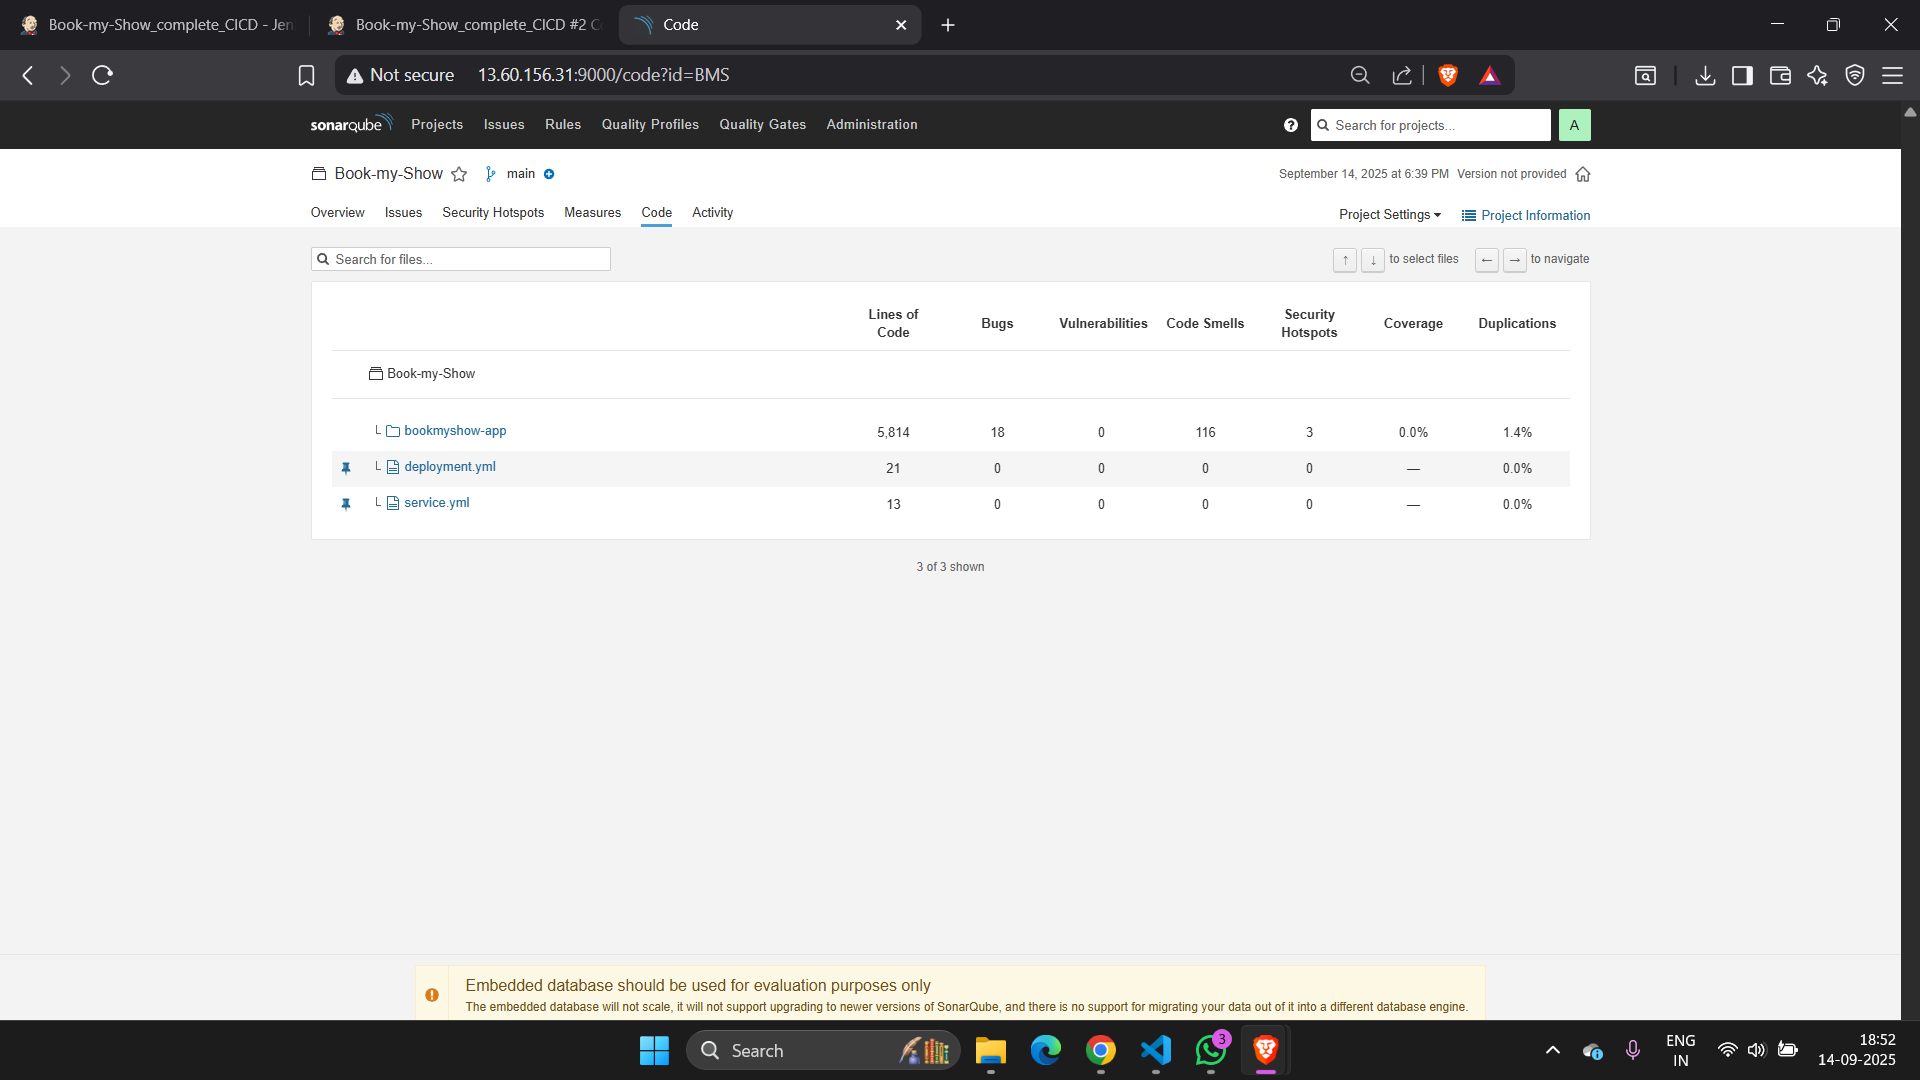 Book-my-Show_complete_CICD - Jen
Book-my-Show_complete_CICD #2 C
Code
Not secure 13.60.156.31:9000/code?id=BMS
sonarqube Projects Issues Rules Quality Profiles Quality Gates Administration
Search for projects...
A
Book-my-Show main
September 14, 2025 at 6:39 PM Version not provided
Overview Issues Security Hotspots Measures Code Activity
Project Settings
Project Information
Search for files...
↑ ↓ to select files ← → to navigate
Lines of Code Bugs Vulnerabilities Code Smells Security Hotspots Coverage Duplications
Book-my-Show
bookmyshow-app 5,814 18 0 116 3 0.0% 1.4%
deployment.yml 21 0 0 0 0 — 0.0%
service.yml 13 0 0 0 0 — 0.0%
3 of 3 shown
Embedded database should be used for evaluation purposes only
The embedded database will not scale, it will not support upgrading to newer versions of SonarQube, and there is no support for migrating your data out of it into a different database engine.
Search
3
ENG
IN
18:52
14-09-2025